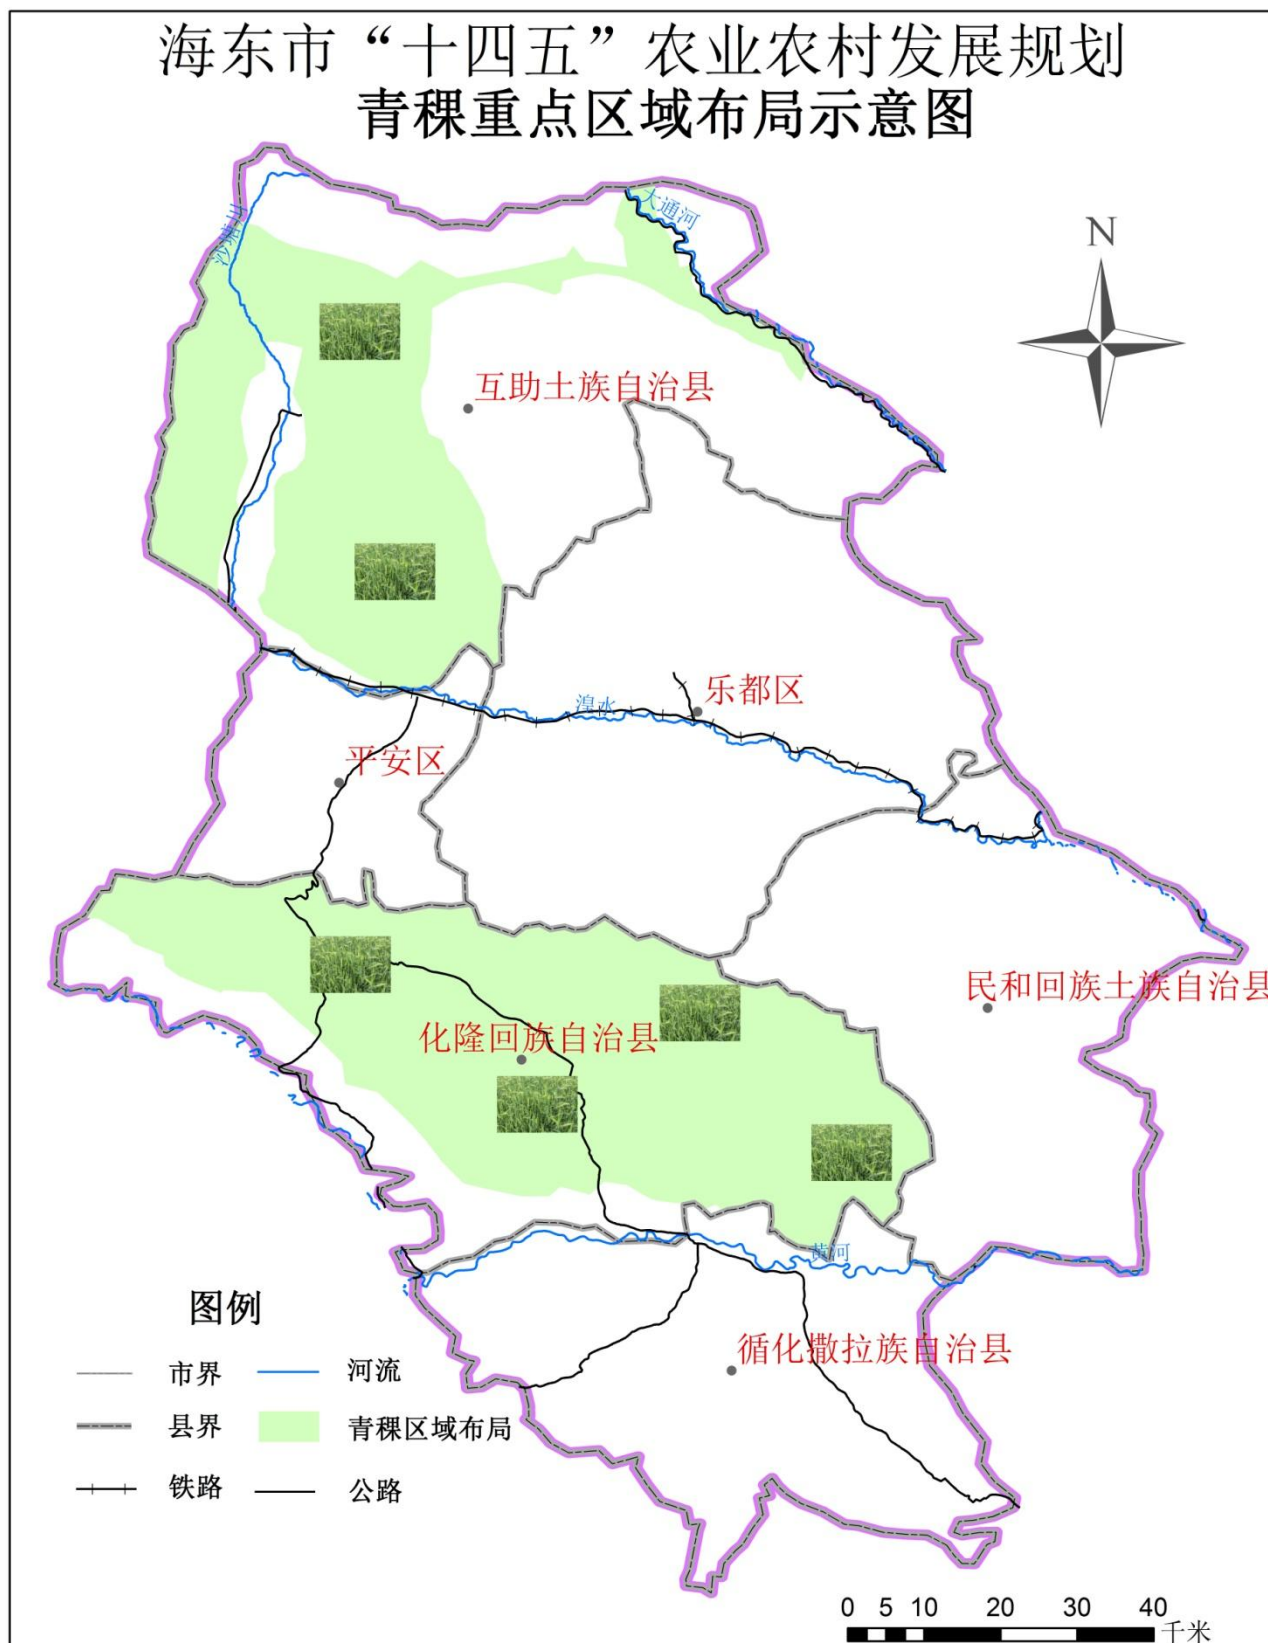 海东市“十四五”农业农村发展规划
青稞重点区域布局示意图
N
沙塘川
大通河
互助土族自治县
乐都区
湟水
平安区
民和回族土族自治县
化隆回族自治县
黄河
循化撒拉族自治县
图例
市界
河流
县界
青稞区域布局
铁路
公路
0 5 10 20 30 40
千米